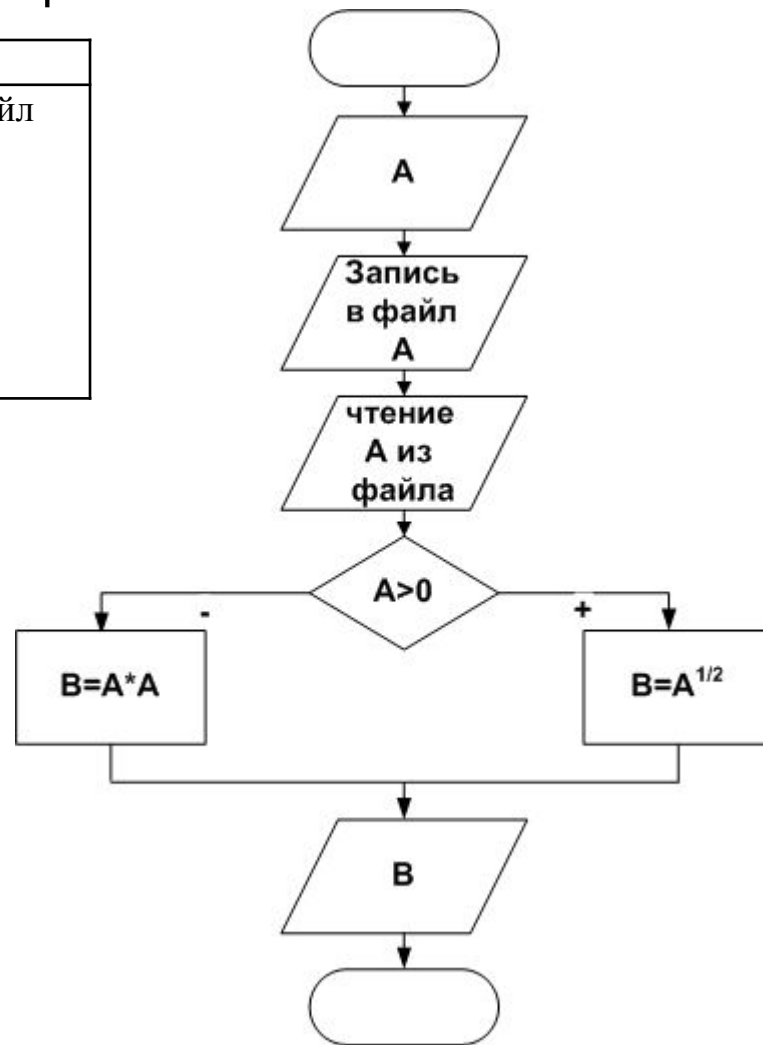 йл
A
Запись
в файл
A
чтение
A из
файла
A>0
-
+
B=A*A
B=A^1/2
B